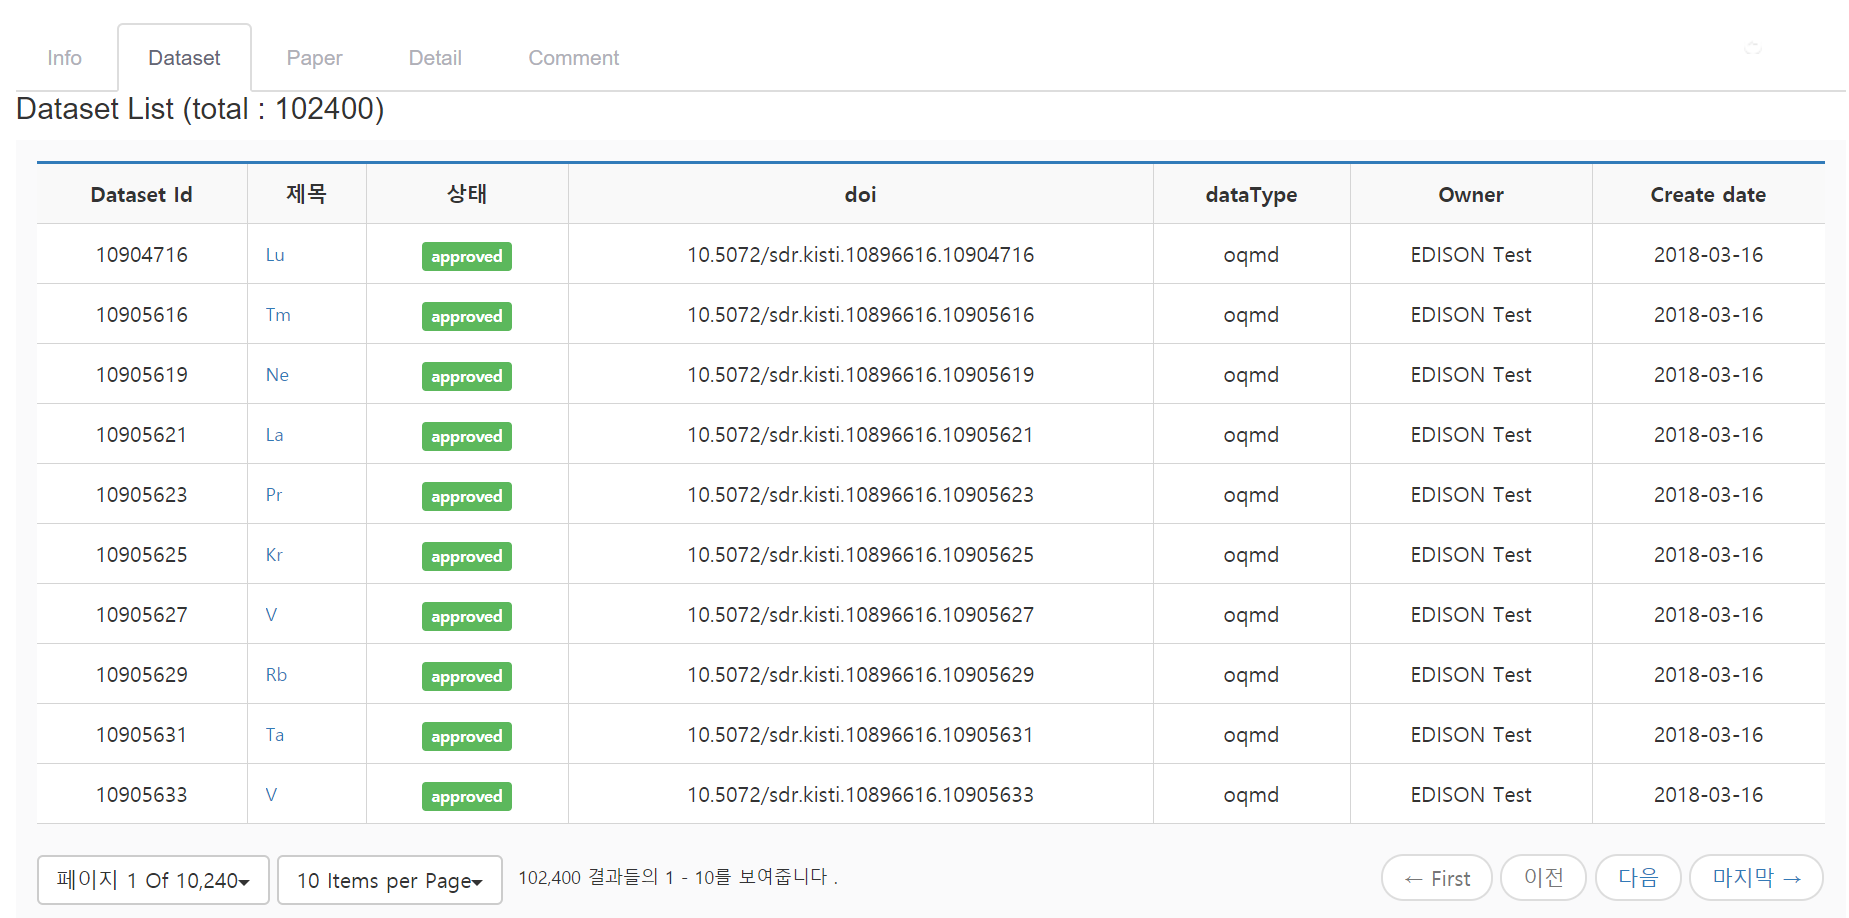 Info Dataset Paper Detail Comment
Dataset List (total : 102400)
Dataset Id 제목 상태 doi dataType Owner Create date
10904716 Lu approved 10.5072/sdr.kisti.10896616.10904716 oqmd EDISON Test 2018-03-16
10905616 Tm approved 10.5072/sdr.kisti.10896616.10905616 oqmd EDISON Test 2018-03-16
10905619 Ne approved 10.5072/sdr.kisti.10896616.10905619 oqmd EDISON Test 2018-03-16
10905621 La approved 10.5072/sdr.kisti.10896616.10905621 oqmd EDISON Test 2018-03-16
10905623 Pr approved 10.5072/sdr.kisti.10896616.10905623 oqmd EDISON Test 2018-03-16
10905625 Kr approved 10.5072/sdr.kisti.10896616.10905625 oqmd EDISON Test 2018-03-16
10905627 V approved 10.5072/sdr.kisti.10896616.10905627 oqmd EDISON Test 2018-03-16
10905629 Rb approved 10.5072/sdr.kisti.10896616.10905629 oqmd EDISON Test 2018-03-16
10905631 Ta approved 10.5072/sdr.kisti.10896616.10905631 oqmd EDISON Test 2018-03-16
10905633 V approved 10.5072/sdr.kisti.10896616.10905633 oqmd EDISON Test 2018-03-16
페이지 1 Of 10,240 10 Items per Page 102,400 결과들의 1 - 10를 보여줍니다 . ← First 이전 다음 마지막 →